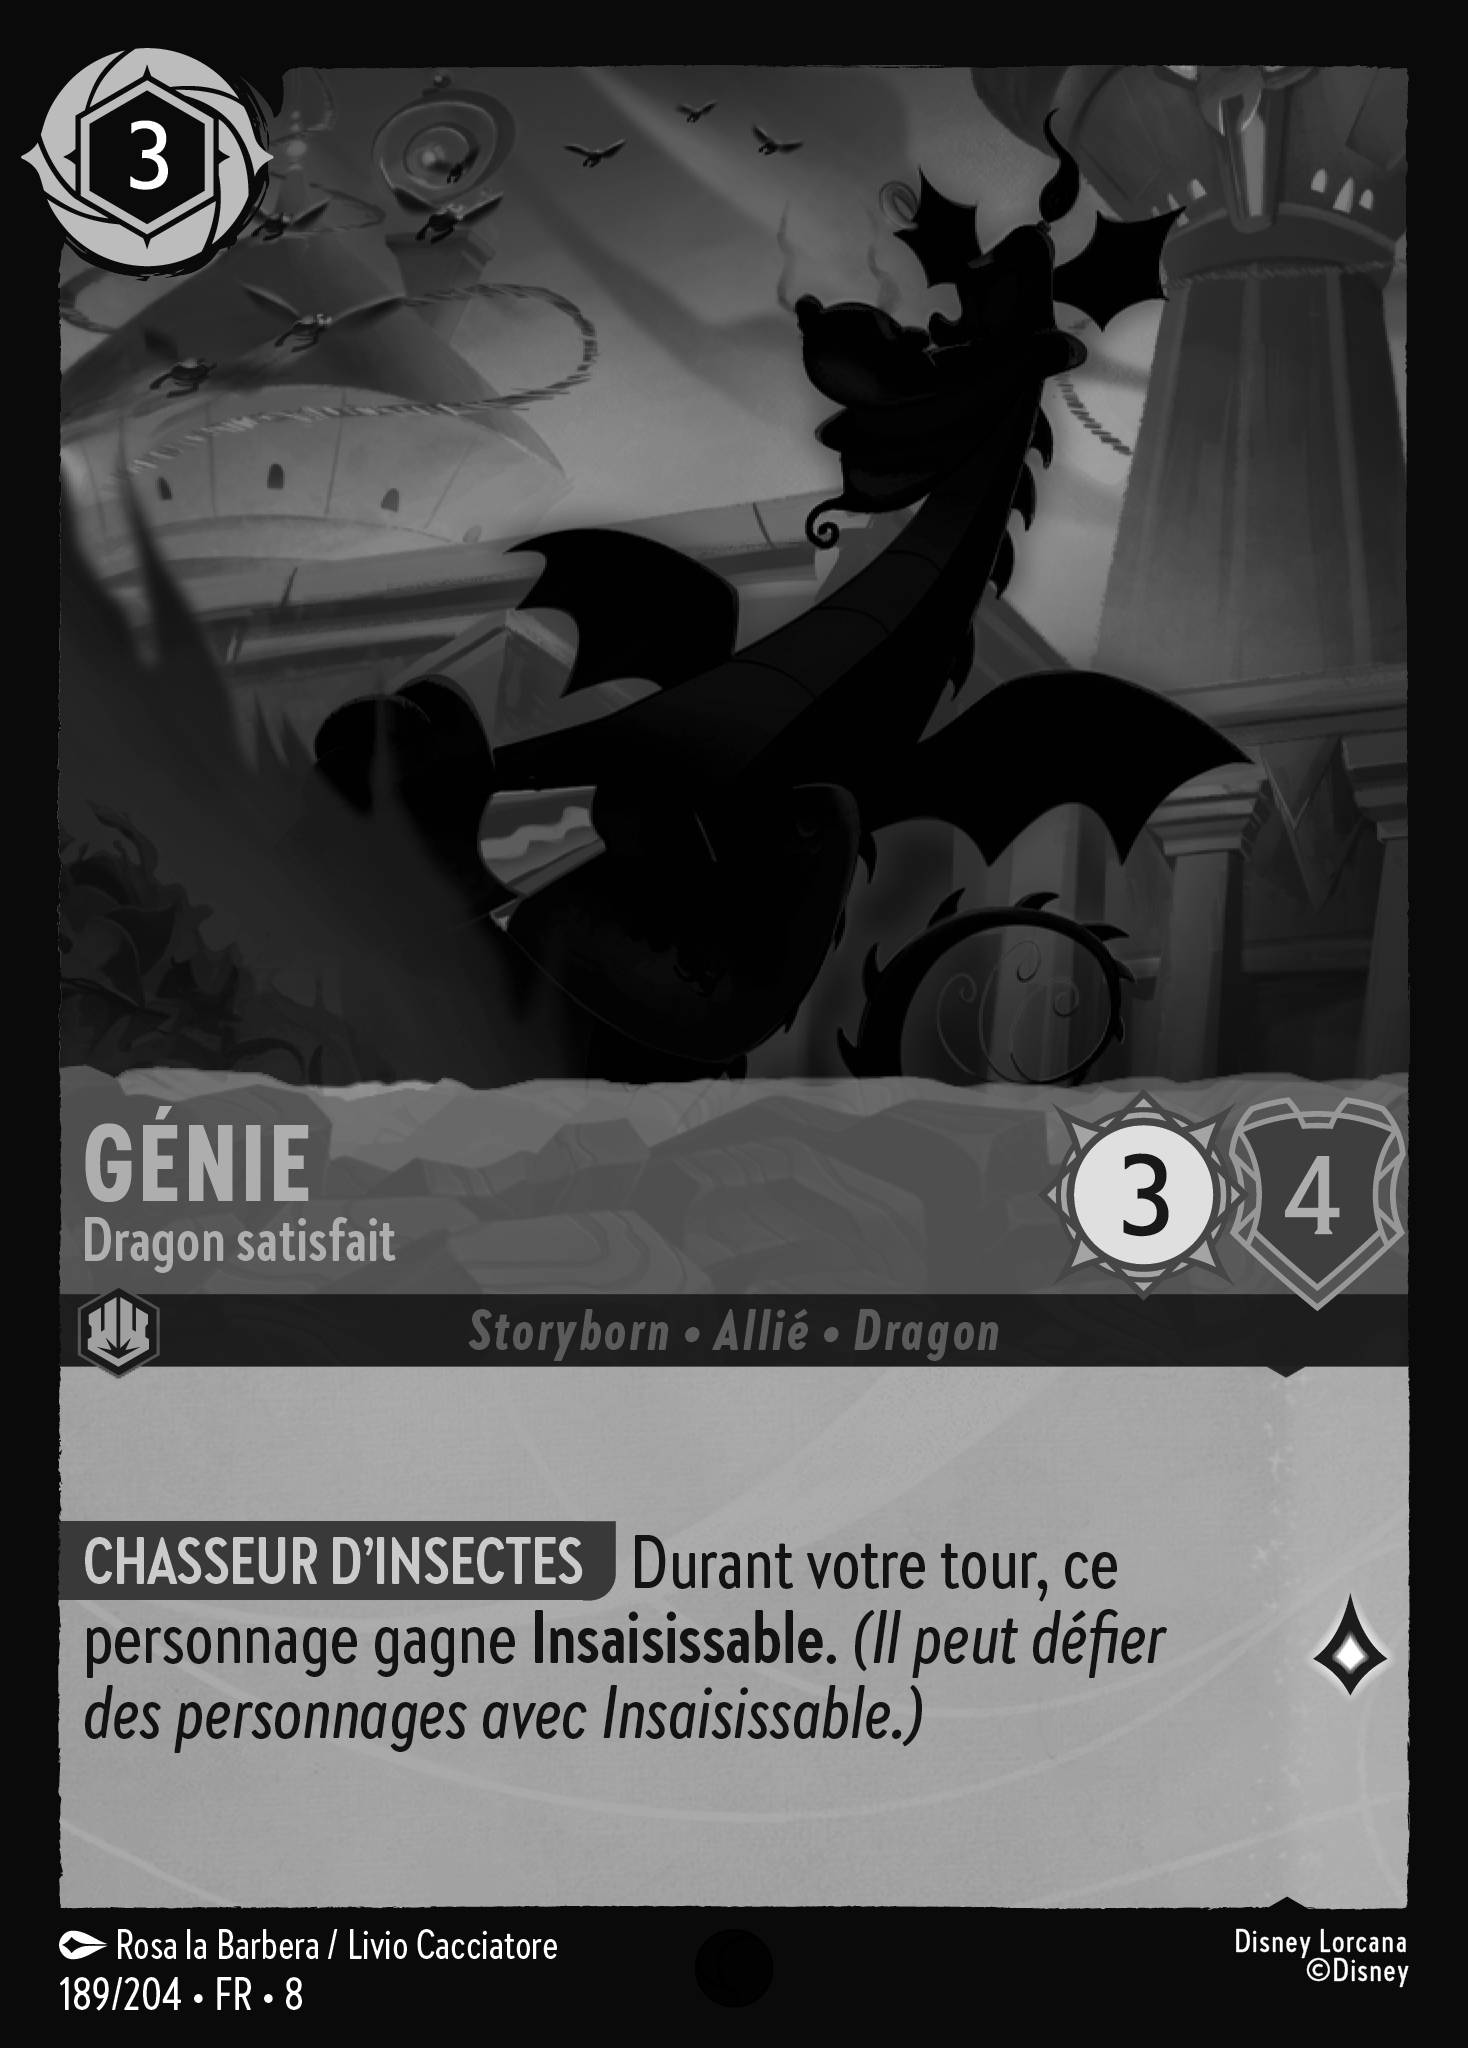 3
GÉNIE
Dragon satisfait
3 4
Storyborn • Allié • Dragon
CHASSEUR D’INSECTES Durant votre tour, ce
personnage gagne Insaisissable. (Il peut défier
des personnages avec Insaisissable.)
Rosa la Barbera / Livio Cacciatore
189/204 • FR • 8
Disney Lorcana
©Disney